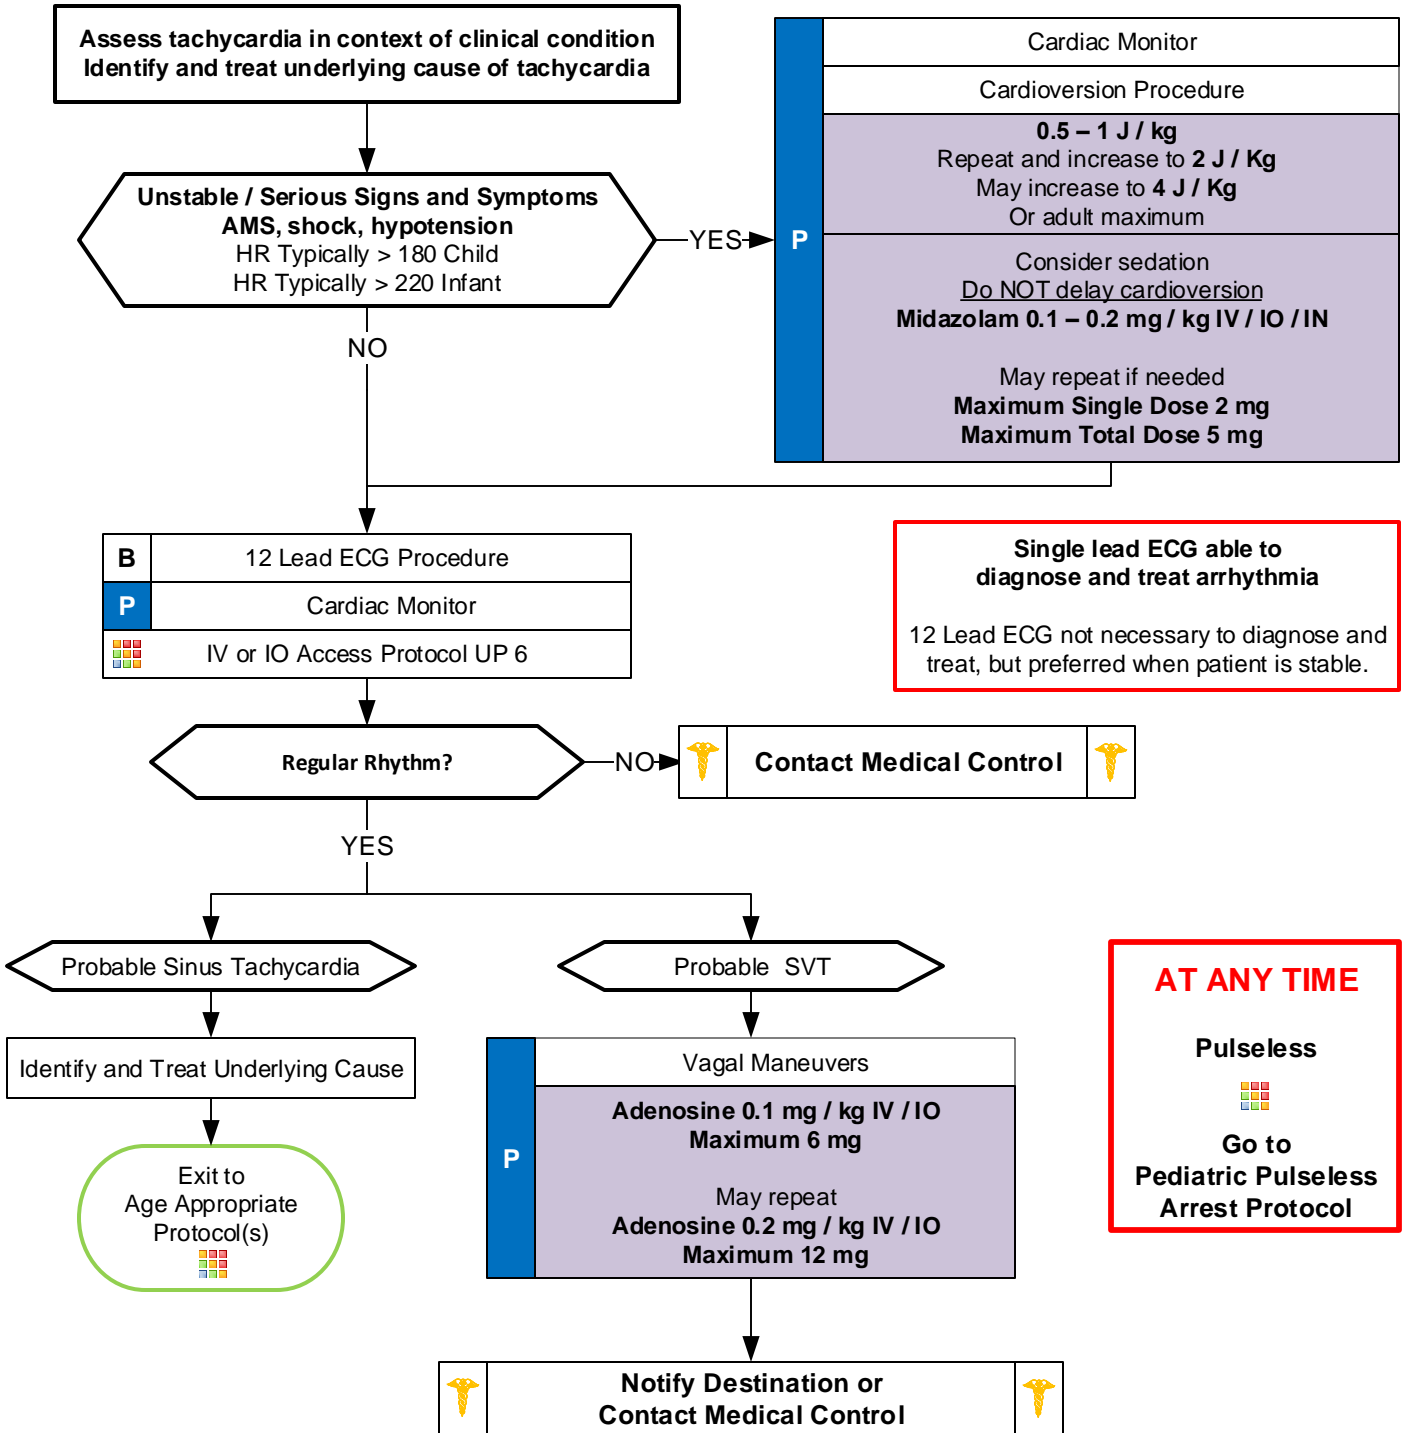 Assess tachycardia in context of clinical condition
Identify and treat underlying cause of tachycardia
Unstable / Serious Signs and Symptoms
AMS, shock, hypotension
HR Typically > 180 Child
HR Typically > 220 Infant
YES
NO
P
Cardiac Monitor
Cardioversion Procedure
0.5 – 1 J / kg
Repeat and increase to 2 J / Kg
May increase to 4 J / Kg
Or adult maximum
Consider sedation
Do NOT delay cardioversion
Midazolam 0.1 – 0.2 mg / kg IV / IO / IN
May repeat if needed
Maximum Single Dose 2 mg
Maximum Total Dose 5 mg
B
12 Lead ECG Procedure
P
Cardiac Monitor
IV or IO Access Protocol UP 6
Single lead ECG able to
diagnose and treat arrhythmia
12 Lead ECG not necessary to diagnose and
treat, but preferred when patient is stable.
Regular Rhythm?
NO
Contact Medical Control
YES
Probable Sinus Tachycardia
Identify and Treat Underlying Cause
Exit to
Age Appropriate
Protocol(s)
Probable SVT
P
Vagal Maneuvers
Adenosine 0.1 mg / kg IV / IO
Maximum 6 mg
May repeat
Adenosine 0.2 mg / kg IV / IO
Maximum 12 mg
AT ANY TIME
Pulseless
Go to
Pediatric Pulseless
Arrest Protocol
Notify Destination or
Contact Medical Control